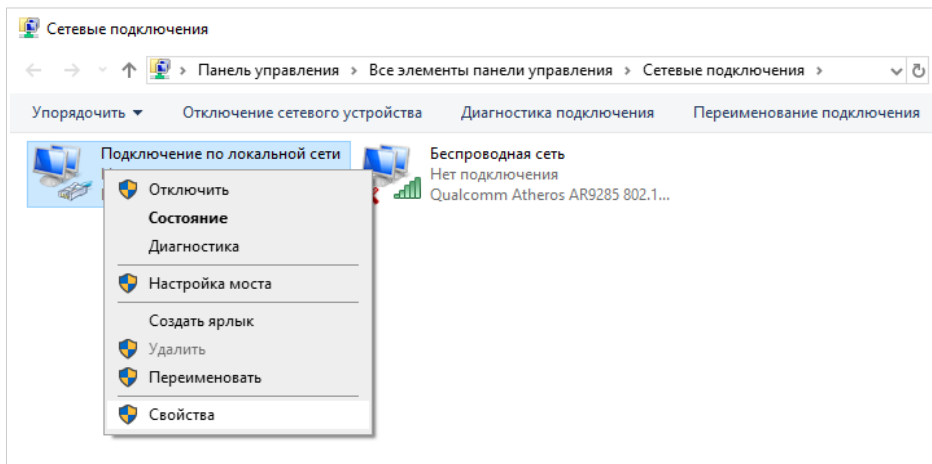 Сетевые подключения
Панель управления > Все элементы панели управления > Сетевые подключения >
Упорядочить Отключение сетевого устройства Диагностика подключения Переименование подключения
Подключение по локальной сети
Беспроводная сеть
Нет подключения
Qualcomm Atheros AR9285 802.1...
Отключить
Состояние
Диагностика
Настройка моста
Создать ярлык
Удалить
Переименовать
Свойства